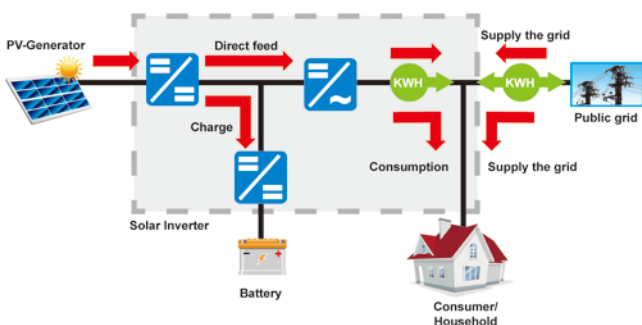 Supply the grid
PV-Generator
Direct feed
KWH
KWH
Public grid
Charge
Consumption
Supply the grid
Solar Inverter
Battery
Consumer/
Household